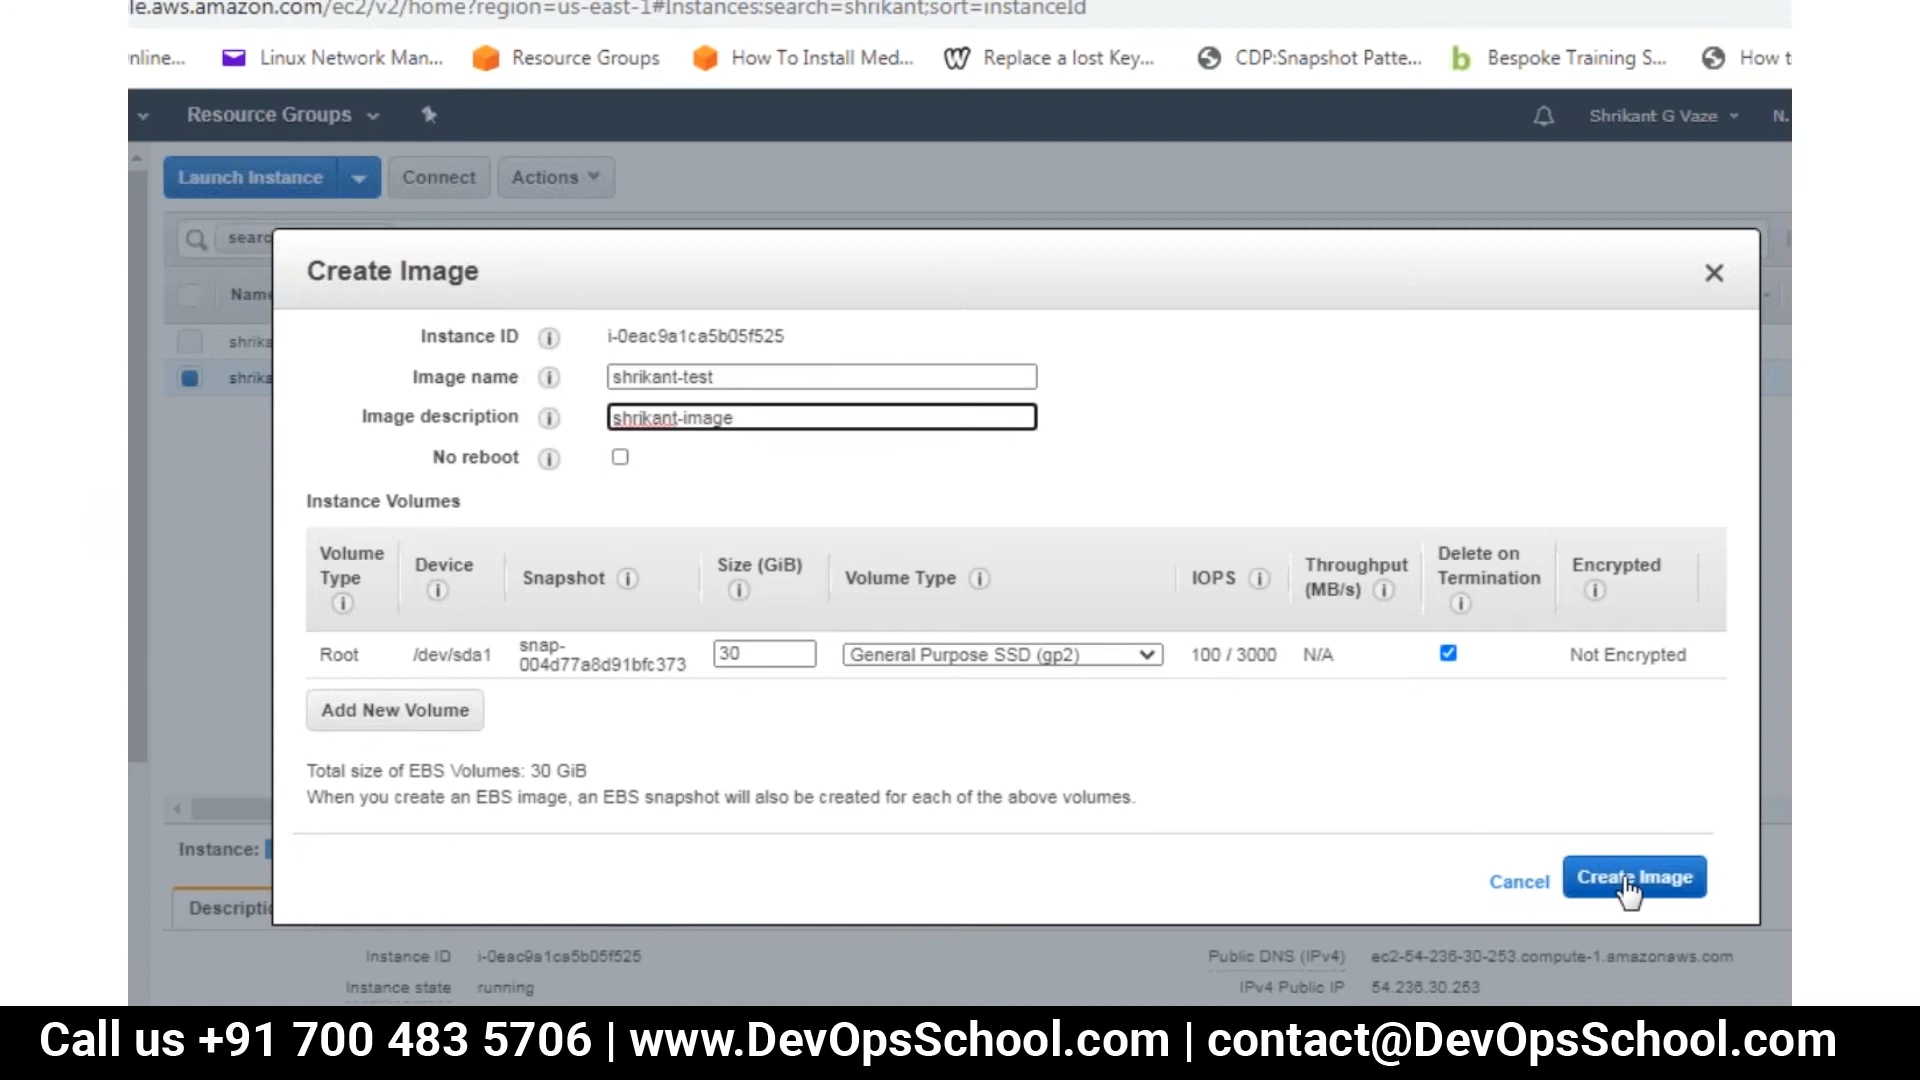 le.aws.amazon.com/ec2/v2/home?region=us-east-1#Instances:search=shrikant;sort=instanceId
nline... Linux Network Man... Resource Groups How To Install Med... Replace a lost Key... CDP:Snapshot Patte... Bespoke Training S... How t
Resource Groups Shrikant G Vaze N.
Launch Instance Connect Actions
searc
Create Image
Name
Instance ID i-0eac9a1ca5b05f525
shrika
Image name shrikant-test
shrika
Image description shrikant-image
No reboot
Instance Volumes
Volume Type Device Snapshot Size (GiB) Volume Type IOPS Throughput (MB/s) Delete on Termination Encrypted
Root /dev/sda1 snap-004d77a8d91bfc373 30 General Purpose SSD (gp2) 100 / 3000 N/A Not Encrypted
Add New Volume
Total size of EBS Volumes: 30 GiB
When you create an EBS image, an EBS snapshot will also be created for each of the above volumes.
Instance:
Cancel Create Image
Descriptio
Instance ID i-0eac9a1ca5b05f525 Public DNS (IPv4) ec2-54-236-30-253.compute-1.amazonaws.com
Instance state running IPv4 Public IP 54.236.30.253
Call us +91 700 483 5706 | www.DevOpsSchool.com | contact@DevOpsSchool.com